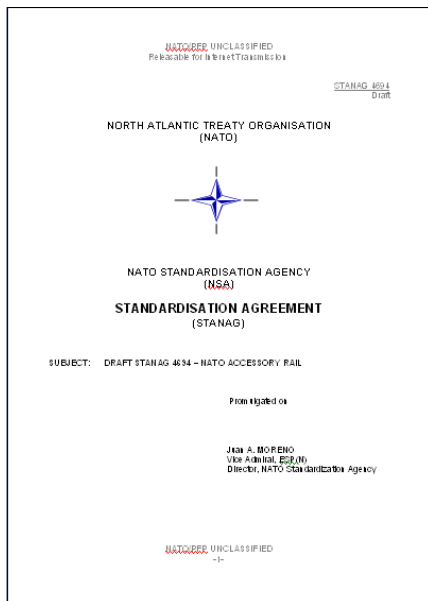 NATO/PFP UNCLASSIFIED
Releasable for Internet Transmission
STANAG 4694
Draft
NORTH ATLANTIC TREATY ORGANISATION
(NATO)
NATO STANDARDISATION AGENCY
(NSA)
STANDARDISATION AGREEMENT
(STANAG)
SUBJECT: DRAFT STANAG 4694 – NATO ACCESSORY RAIL
Promulgated on
Juan A. MORENO
Vice Admiral, ESP(N)
Director, NATO Standardization Agency
NATO/PFP UNCLASSIFIED
-1-